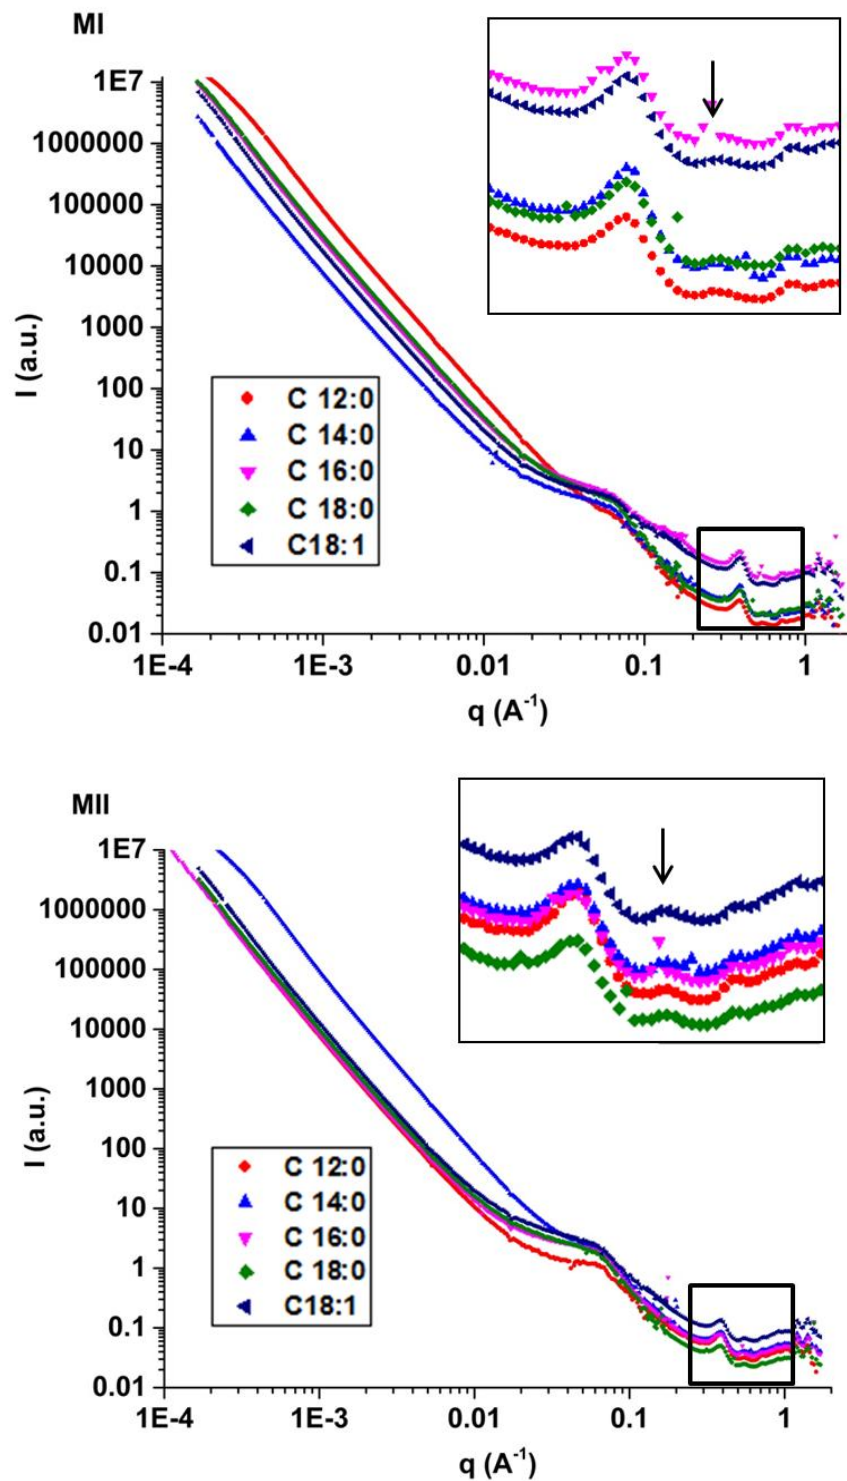 MI
1E7
1000000
100000
10000
1000
100
10
1
0.1
0.01
I (a.u.)
C 12:0
C 14:0
C 16:0
C 18:0
C18:1
1E-4 1E-3 0.01 0.1 1
q (A⁻¹)
MII
1E7
1000000
100000
10000
1000
100
10
1
0.1
0.01
I (a.u.)
C 12:0
C 14:0
C 16:0
C 18:0
C18:1
1E-4 1E-3 0.01 0.1 1
q (A⁻¹)